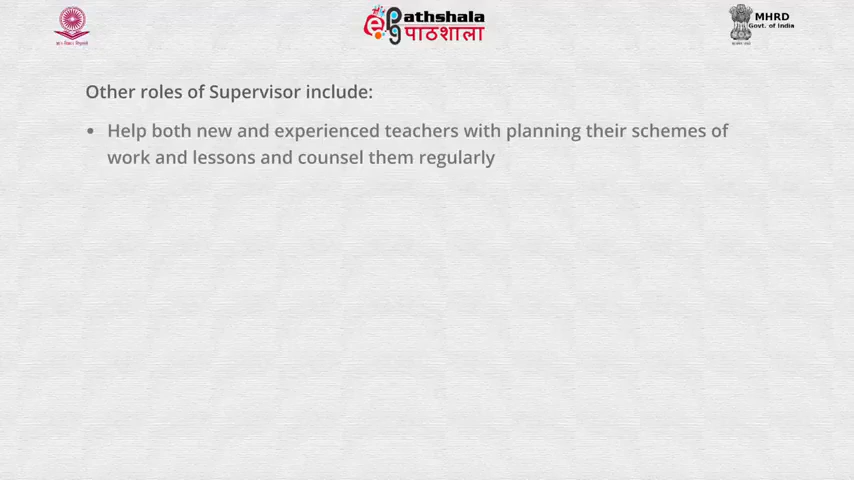 epgathshala
पाठशाला
MHRD
Govt. of India
Other roles of Supervisor include:
• Help both new and experienced teachers with planning their schemes of
work and lessons and counsel them regularly